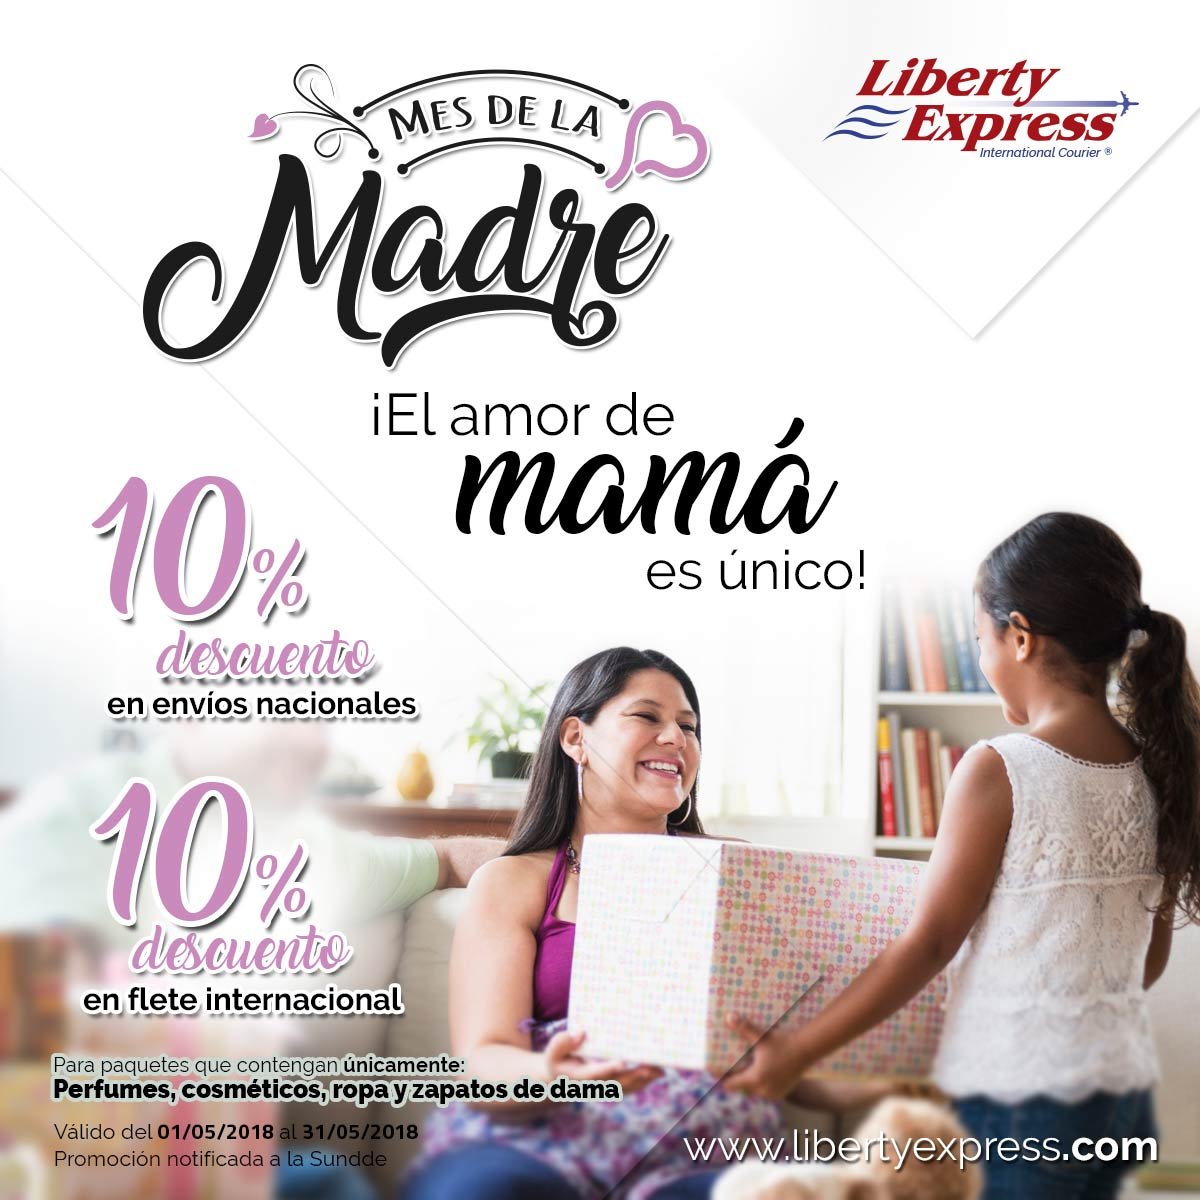 MES DE LA
Madre
Liberty
Express
International Courier ®
¡El amor de
mamá
es único!
10%
descuento
en envíos nacionales
10%
descuento
en flete internacional
Para paquetes que contengan únicamente:
Perfumes, cosméticos, ropa y zapatos de dama
Válido del 01/05/2018 al 31/05/2018
Promoción notificada a la Sundde
www.libertyexpress.com